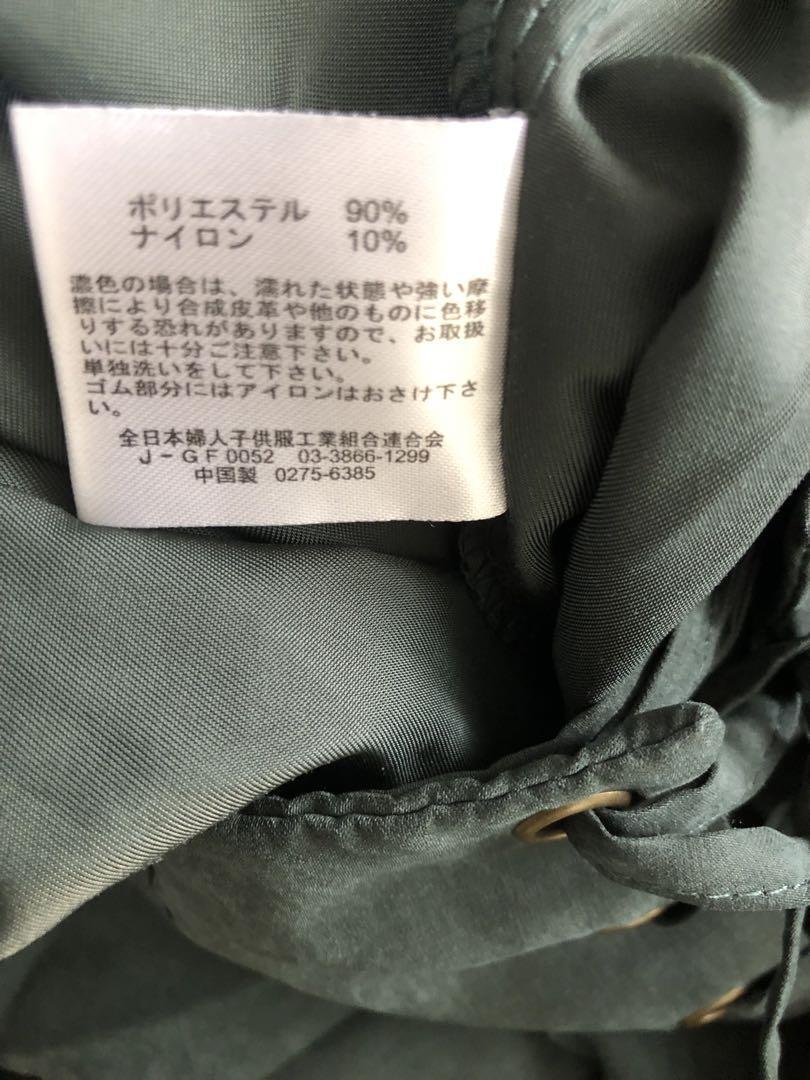 ポリエステル 90%
ナイロン 10%
濃色の場合は、濡れた状態や強い摩
擦により合成皮革や他のものに色移
りする恐れがありますので、お取扱
いには十分ご注意下さい。
単独洗いをして下さい。
ゴム部分にはアイロンはおさけ下さ
い。
全日本婦人子供服工業組合連合会
J-GF0052 03-3866-1299
中国製 0275-6385